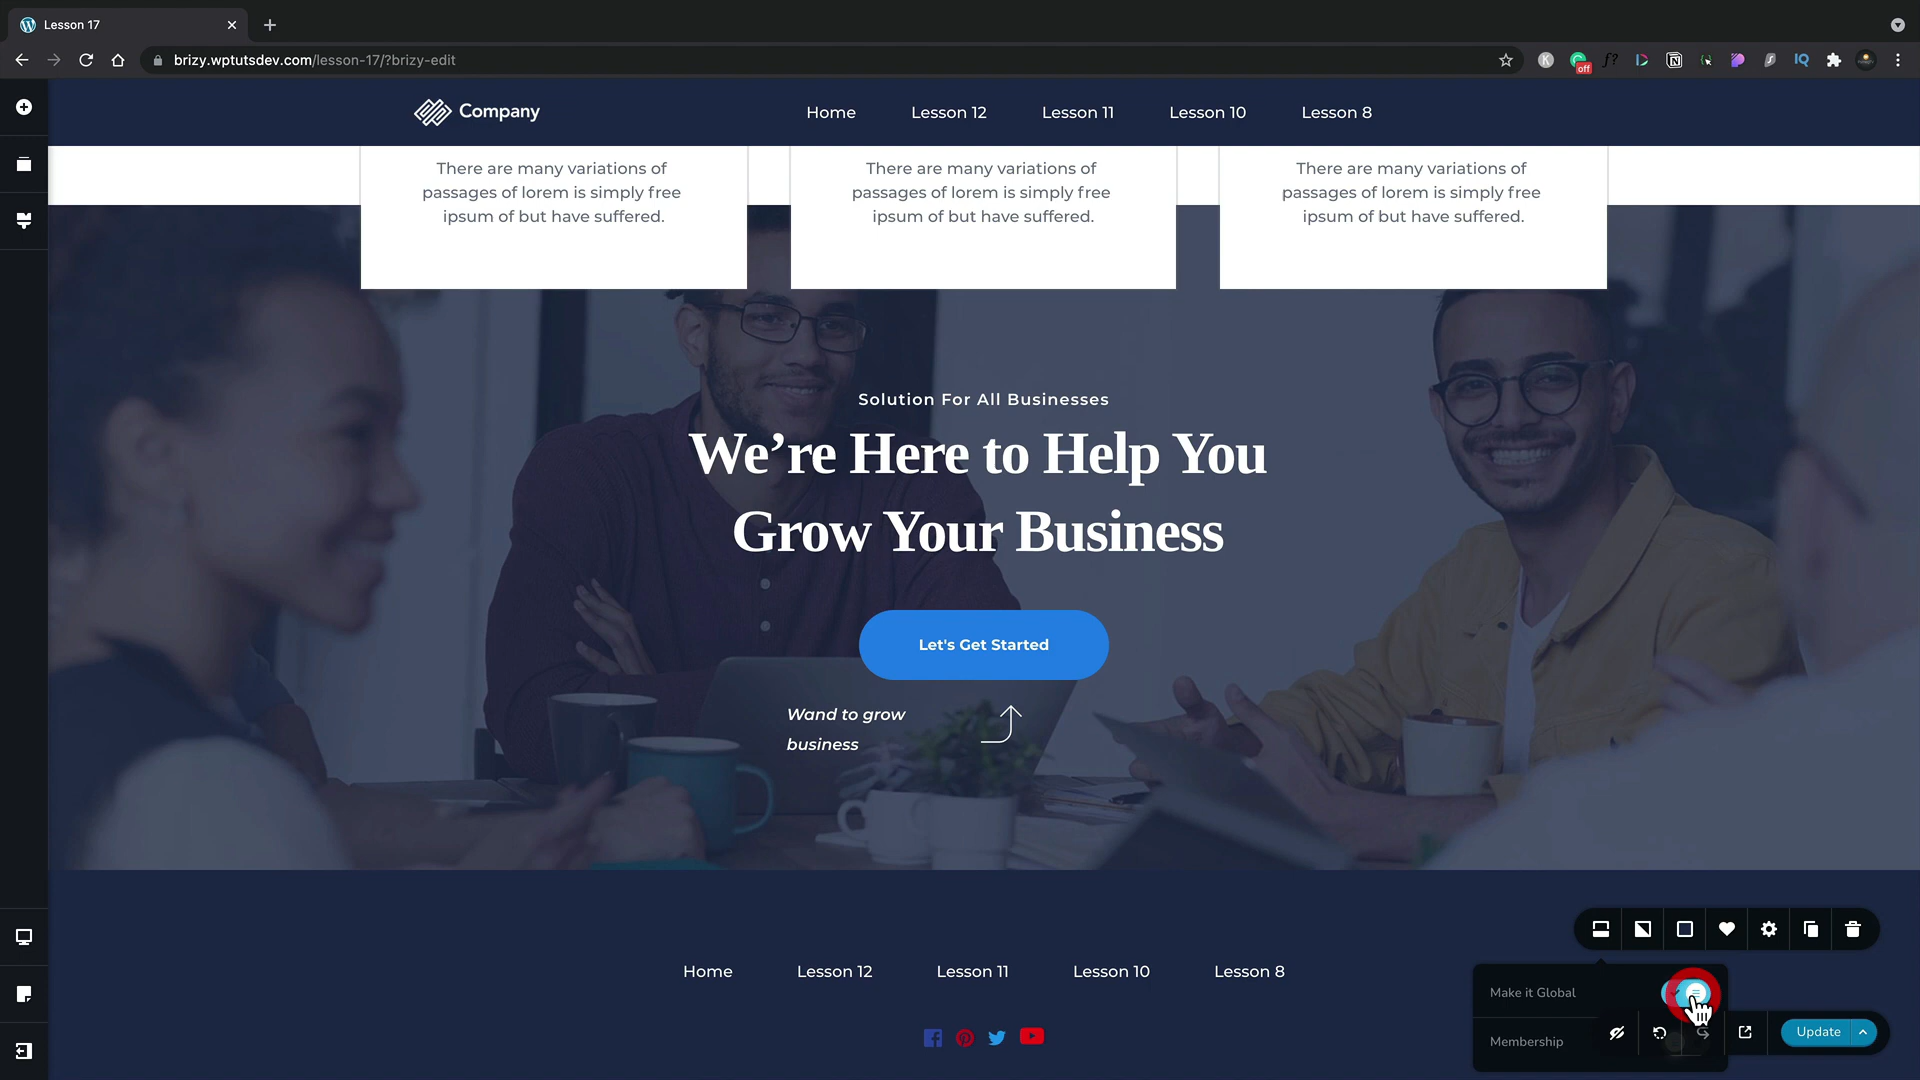 Lesson 17
brizy.wptutsdev.com/lesson-17/?brizy-edit
off
Company
Home
Lesson 12
Lesson 11
Lesson 10
Lesson 8
There are many variations of
passages of lorem is simply free
ipsum of but have suffered.
There are many variations of
passages of lorem is simply free
ipsum of but have suffered.
There are many variations of
passages of lorem is simply free
ipsum of but have suffered.
Solution For All Businesses
We’re Here to Help You
Grow Your Business
Let's Get Started
Wand to grow
business
Home
Lesson 12
Lesson 11
Lesson 10
Lesson 8
Make it Global
Membership
Update